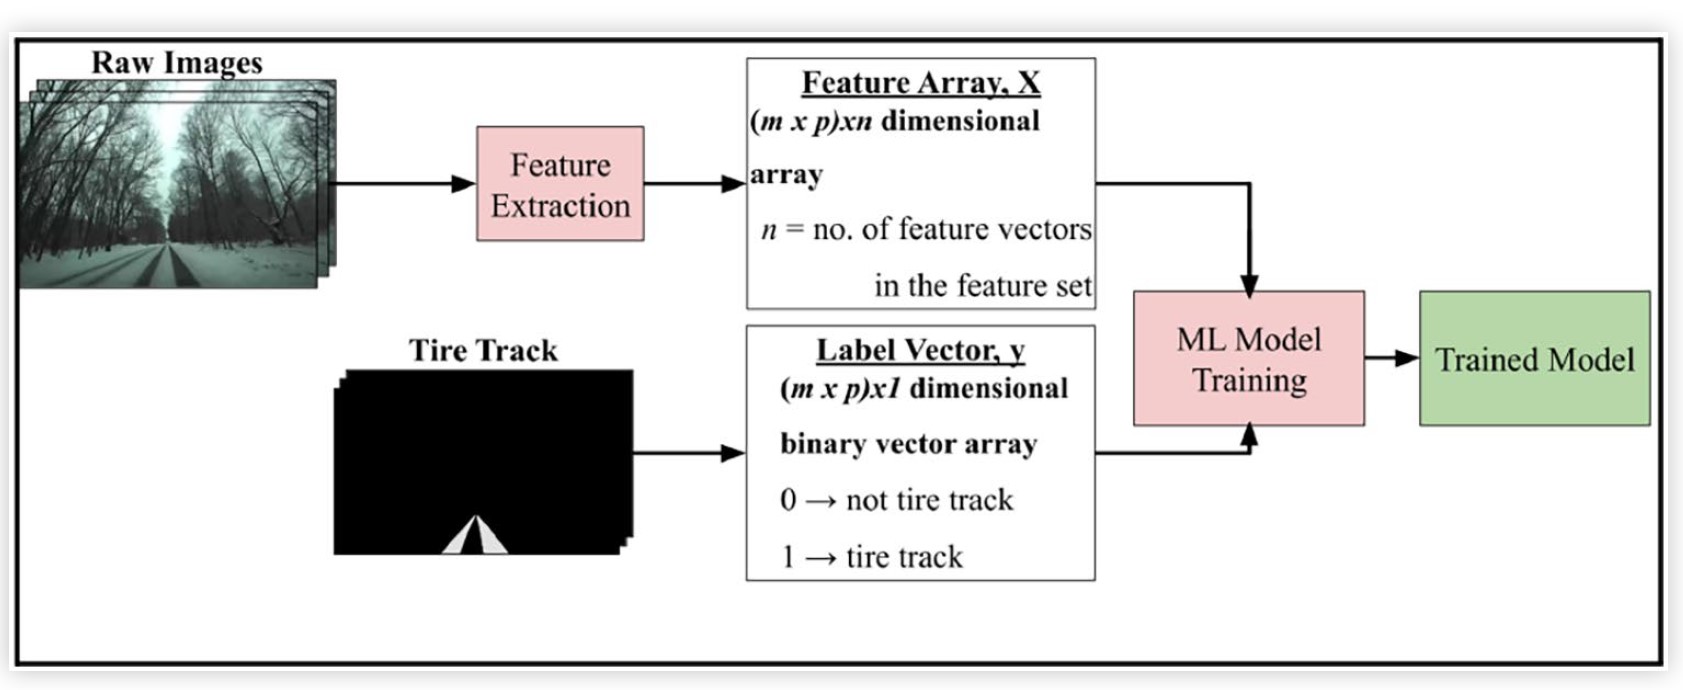 Raw Images
Feature
Extraction
Feature Array, X
(m x p)xn dimensional
array
n = no. of feature vectors
in the feature set
Tire Track
Label Vector, y
(m x p)x1 dimensional
binary vector array
0 → not tire track
1 → tire track
ML Model
Training
Trained Model